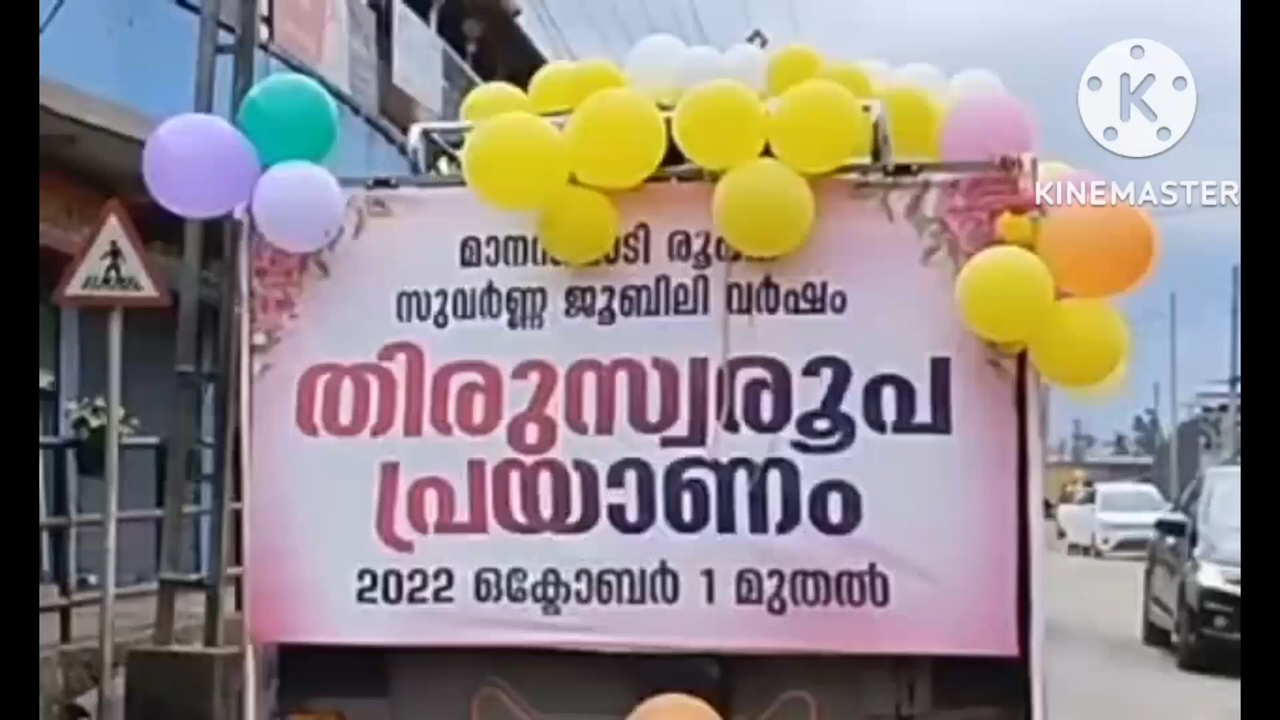 സുവർണ്ണ ജൂബിലി വർഷം
തിരുസ്വരൂപ
പ്രയാണം
2022 ഒക്ടോബർ 1 മുതൽ
K
KINEMASTER